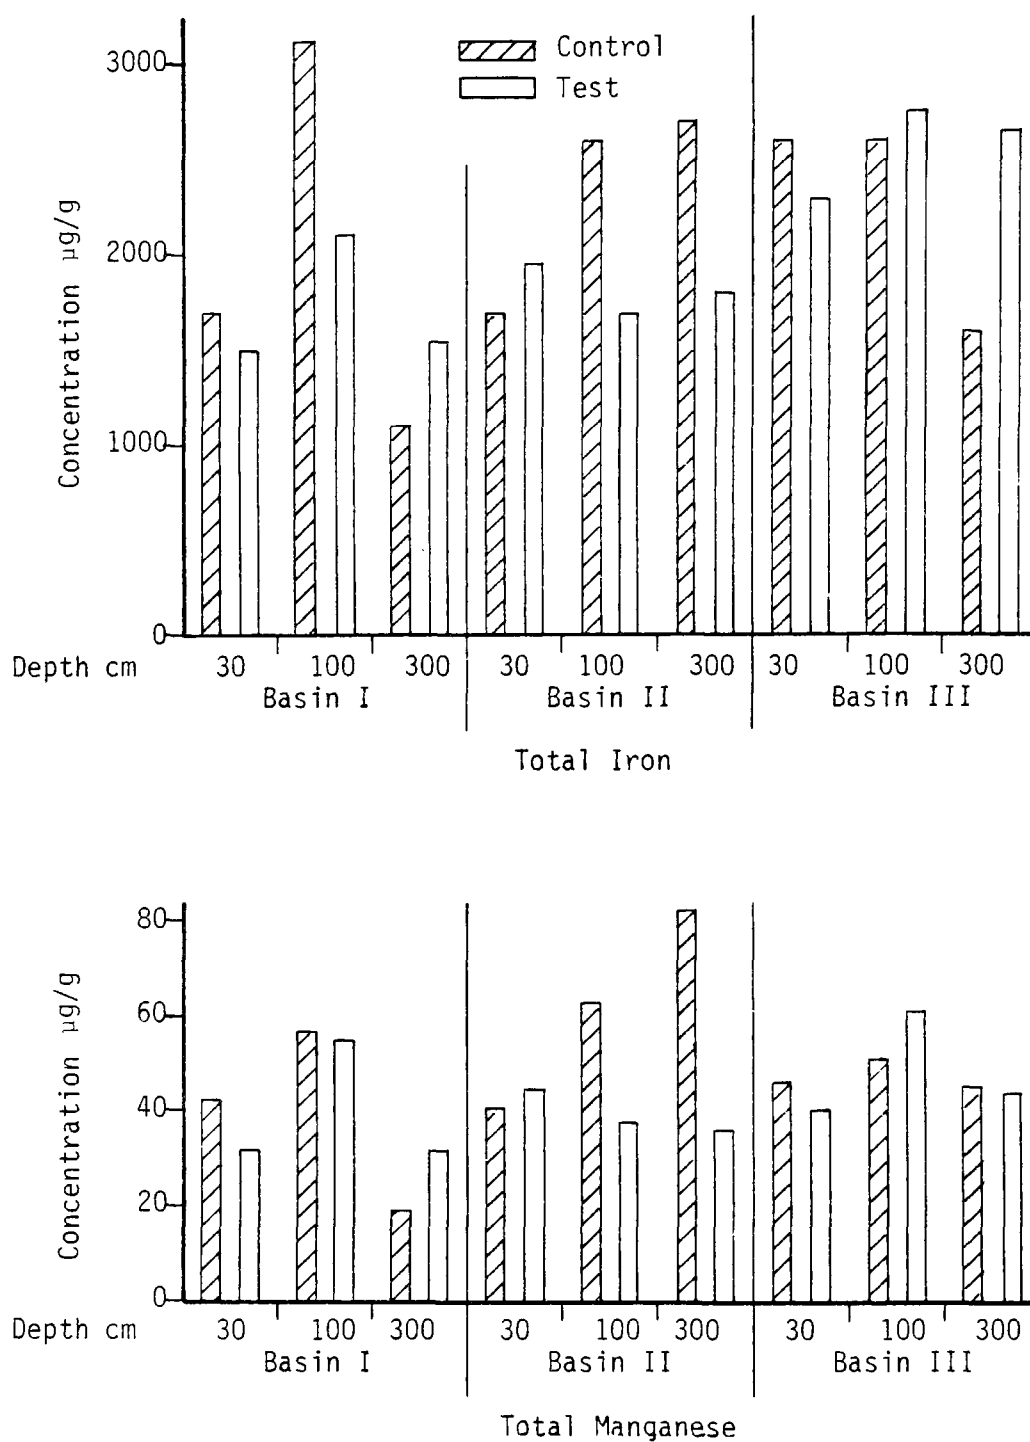 3000
Control
Test
2000
1000
0
Concentration µg/g
Depth cm 30 100 300 30 100 300 30 100 300
Basin I Basin II Basin III
Total Iron
80
60
40
20
0
Concentration µg/g
Depth cm 30 100 300 30 100 300 30 100 300
Basin I Basin II Basin III
Total Manganese